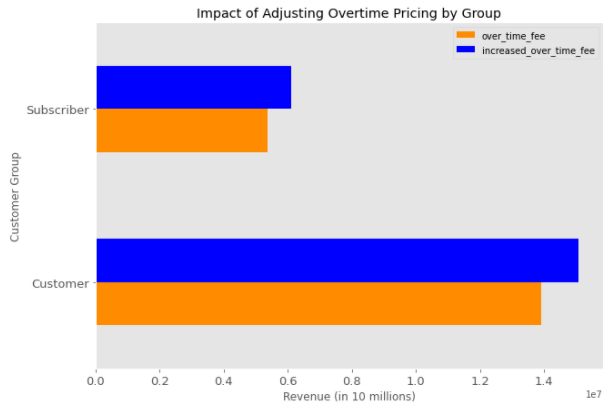 Impact of Adjusting Overtime Pricing by Group
over_time_fee
increased_over_time_fee
Subscriber
Customer
Customer Group
0.0 0.2 0.4 0.6 0.8 1.0 1.2 1.4
1e7
Revenue (in 10 millions)